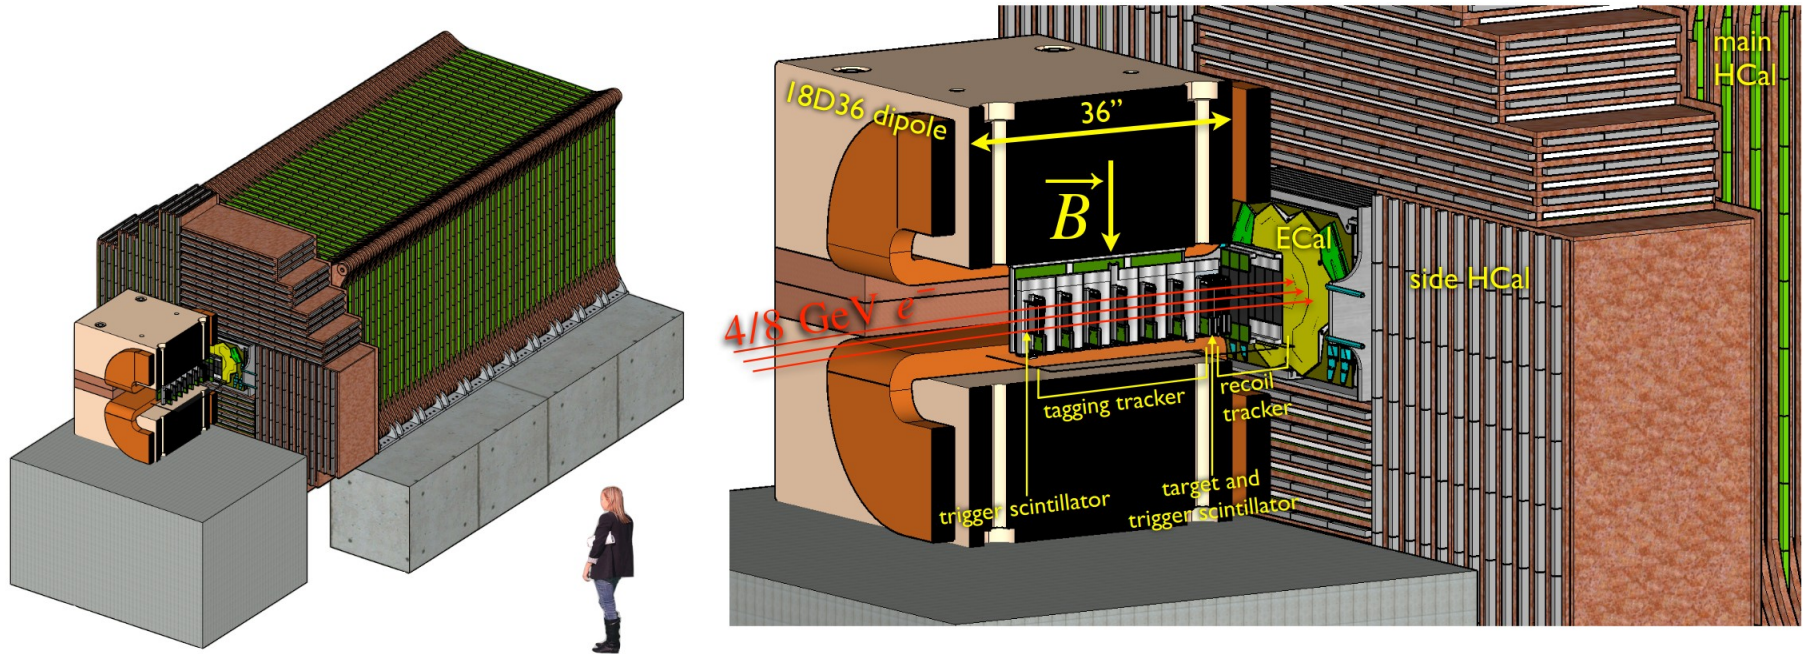 main
HCal
18D36 dipole
36”
B
ECal
side HCal
4/8 GeV e⁻
tagging tracker
recoil
tracker
trigger scintillator
target and
trigger scintillator